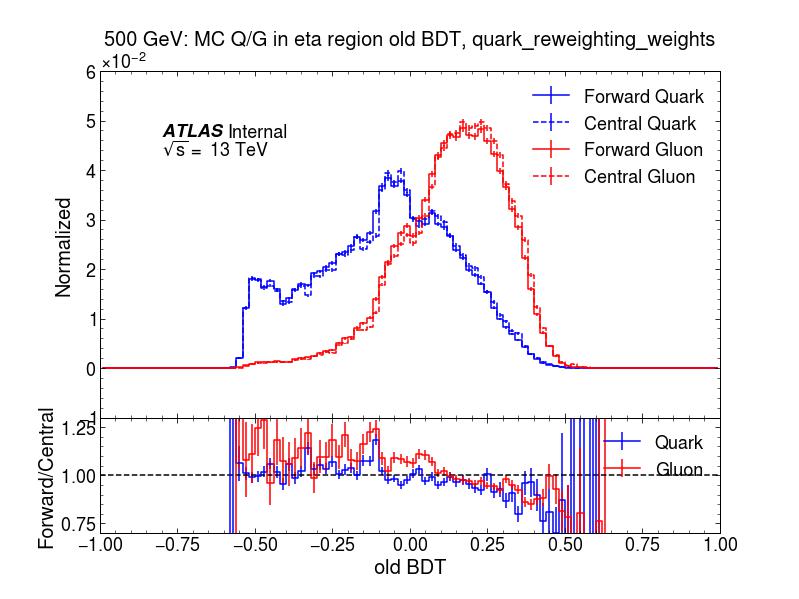 500 GeV: MC Q/G in eta region old BDT, quark_reweighting_weights
×10⁻²
6
5
4
3
2
1
0
1
Normalized
ATLAS Internal
√s = 13 TeV
Forward Quark
Central Quark
Forward Gluon
Central Gluon
1.25
1.00
0.75
Forward/Central
Quark
Gluon
−1.00 −0.75 −0.50 −0.25 0.00 0.25 0.50 0.75 1.00
old BDT